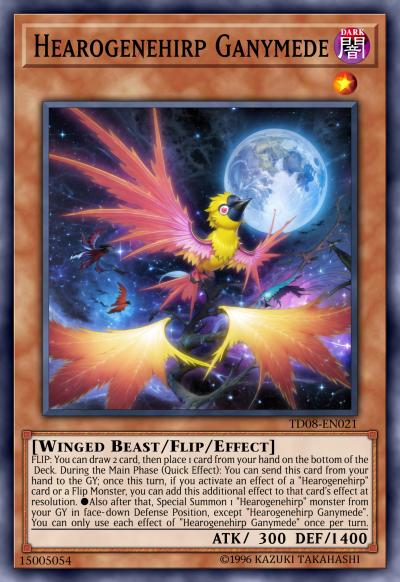 Hearogenehirp Ganymede
DARK
闇
TD08-EN021
[Winged Beast/Flip/Effect]
FLIP: You can draw 2 card, then place 1 card from your hand on the bottom of the
Deck. During the Main Phase (Quick Effect): You can send this card from your
hand to the GY; once this turn, if you activate an effect of a "Hearogenehirp"
card or a Flip Monster, you can add this additional effect to that card's effect at
resolution. ●Also after that, Special Summon 1 "Hearogenehirp" monster from
your GY in face-down Defense Position, except "Hearogenehirp Ganymede".
You can only use each effect of "Hearogenehirp Ganymede" once per turn.
ATK/ 300 DEF/1400
15005054
©1996 KAZUKI TAKAHASHI